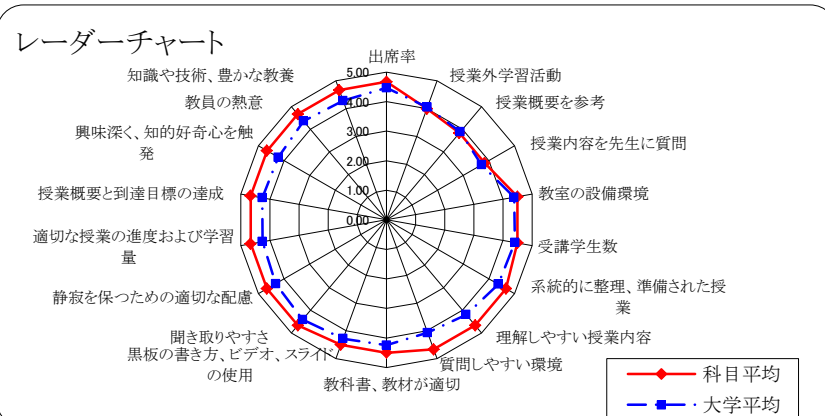 レーダーチャート
出席率
授業外学習活動
授業概要を参考
授業内容を先生に質問
教室の設備環境
受講学生数
系統的に整理、準備された授
業
理解しやすい授業内容
質問しやすい環境
教科書、教材が適切
黒板の書き方、ビデオ、スライド
の使用
聞き取りやすさ
静寂を保つための適切な配慮
適切な授業の進度および学習
量
授業概要と到達目標の達成
興味深く、知的好奇心を触
発
教員の熱意
知識や技術、豊かな教養
5.00
4.00
3.00
2.00
1.00
0.00
科目平均
大学平均